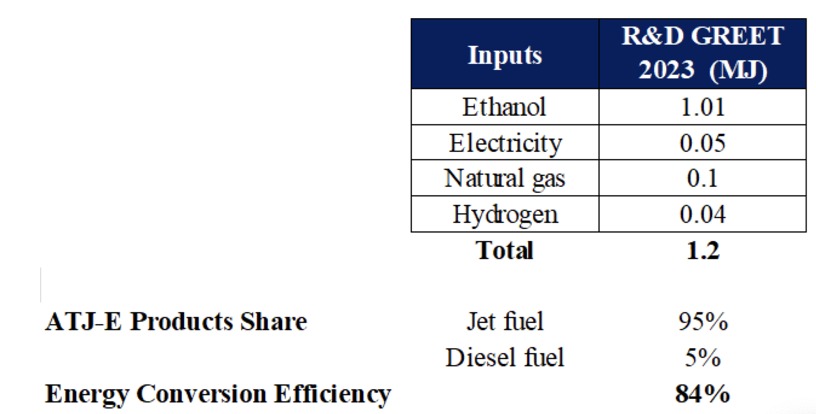 Inputs R&D GREET
2023 (MJ)
Ethanol 1.01
Electricity 0.05
Natural gas 0.1
Hydrogen 0.04
Total 1.2
ATJ-E Products Share Jet fuel 95%
Diesel fuel 5%
Energy Conversion Efficiency 84%